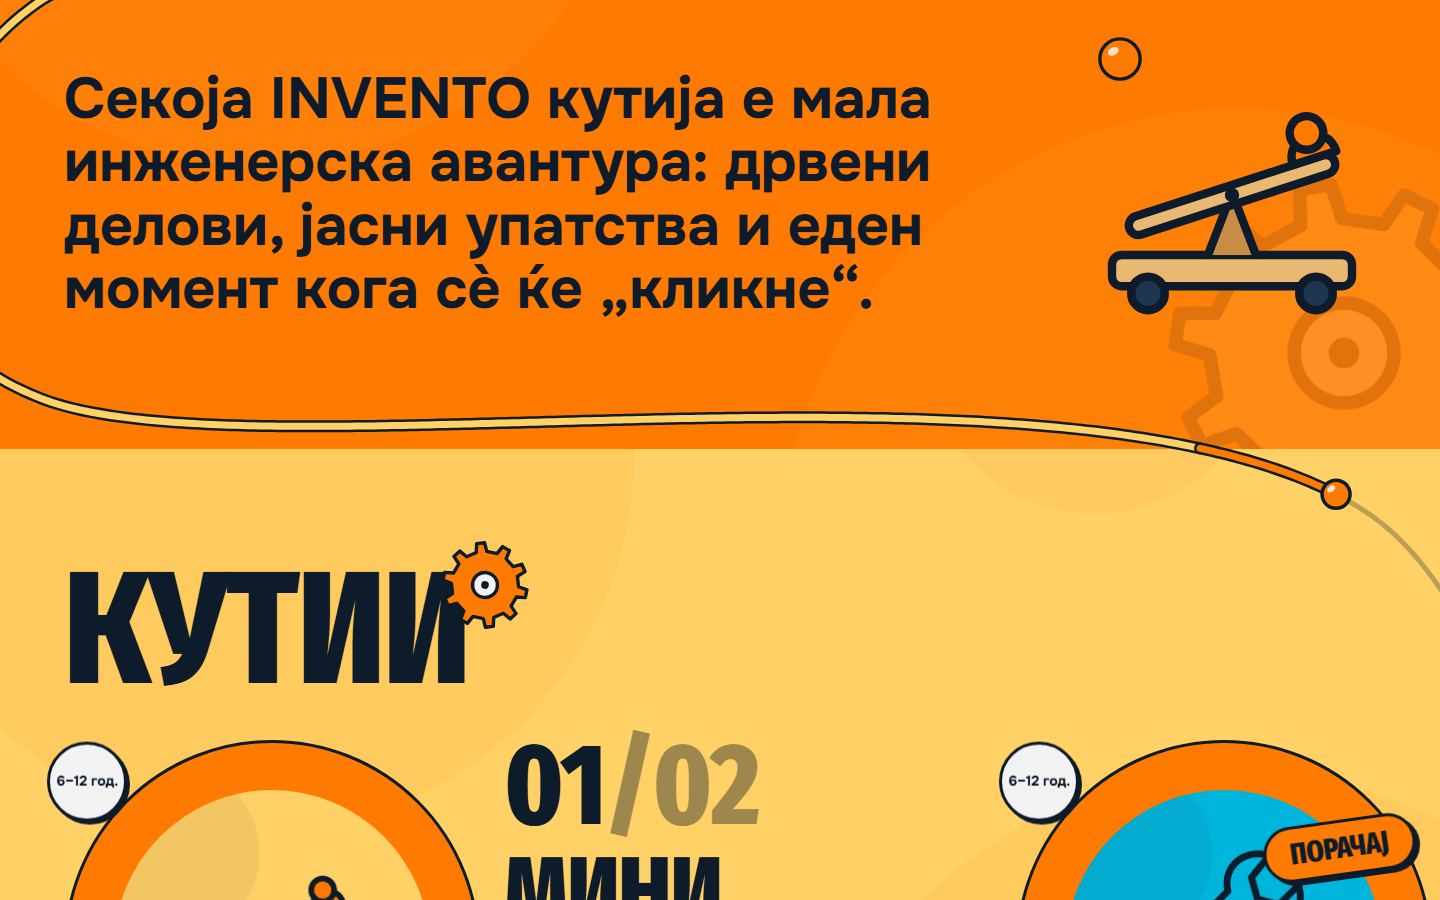 Секоја INVENTO кутија е мала
инженерска авантура: дрвени
делови, јасни упатства и еден
момент кога сѐ ќе „кликне“.
КУТИИ
6–12 год.
01/02
МИНИ
6–12 год.
ПОРАЧАЈ